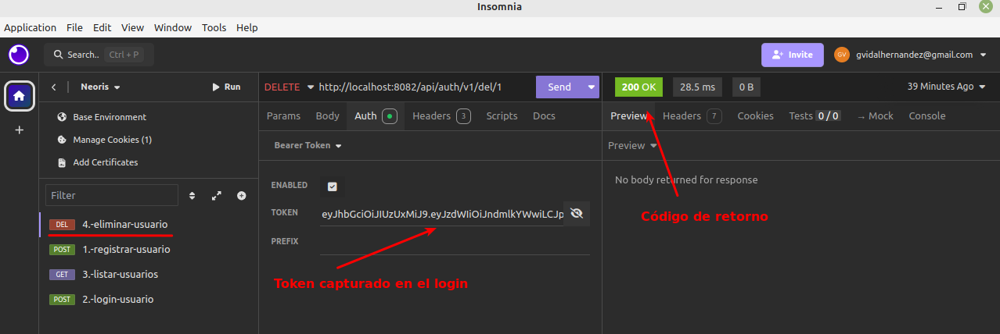 Insomnia
Application File Edit View Window Tools Help
Search.. Ctrl + P
Invite
GV gvidalhernandez@gmail.com
Neoris
Run
Base Environment
Manage Cookies (1)
Add Certificates
Filter
DEL 4.-eliminar-usuario
POST 1.-registrar-usuario
GET 3.-listar-usuarios
POST 2.-login-usuario
DELETE http://localhost:8082/api/auth/v1/del/1 Send
Params Body Auth Headers 3 Scripts Docs
Bearer Token
ENABLED
TOKEN eyJhbGciOiJIUzUxMiJ9.eyJzdWIiOiJndmlkYWwiLCJp
PREFIX
Token capturado en el login
200 OK 28.5 ms 0 B 39 Minutes Ago
Preview Headers 7 Cookies Tests 0 / 0 → Mock Console
Preview
No body returned for response
Código de retorno